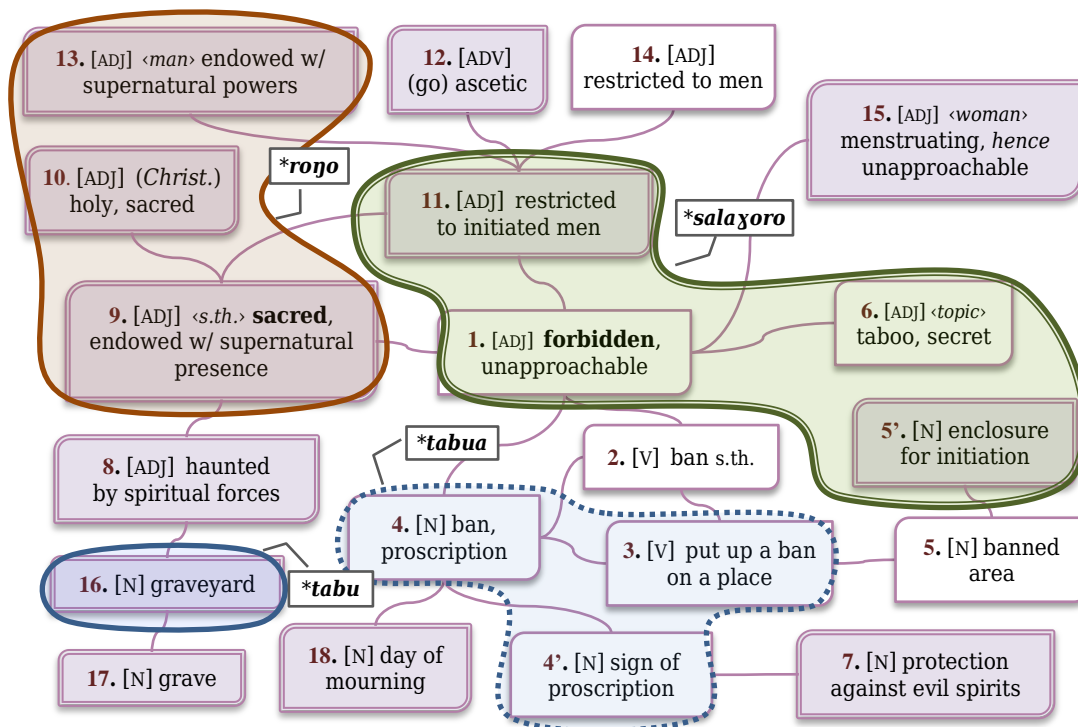 13. [ADJ] ‹man› endowed w/
supernatural powers
12. [ADV]
(go) ascetic
14. [ADJ]
restricted to men
15. [ADJ] ‹woman›
menstruating, hence
unapproachable
*roŋo
10. [ADJ] (Christ.)
holy, sacred
11. [ADJ] restricted
to initiated men
*salaɣoro
9. [ADJ] ‹s.th.› sacred,
endowed w/ supernatural
presence
1. [ADJ] forbidden,
unapproachable
6. [ADJ] ‹topic›
taboo, secret
5’. [N] enclosure
for initiation
*tabua
8. [ADJ] haunted
by spiritual forces
2. [V] ban s.th.
4. [N] ban,
proscription
3. [V] put up a ban
on a place
5. [N] banned
area
16. [N] graveyard
*tabu
17. [N] grave
18. [N] day of
mourning
4’. [N] sign of
proscription
7. [N] protection
against evil spirits